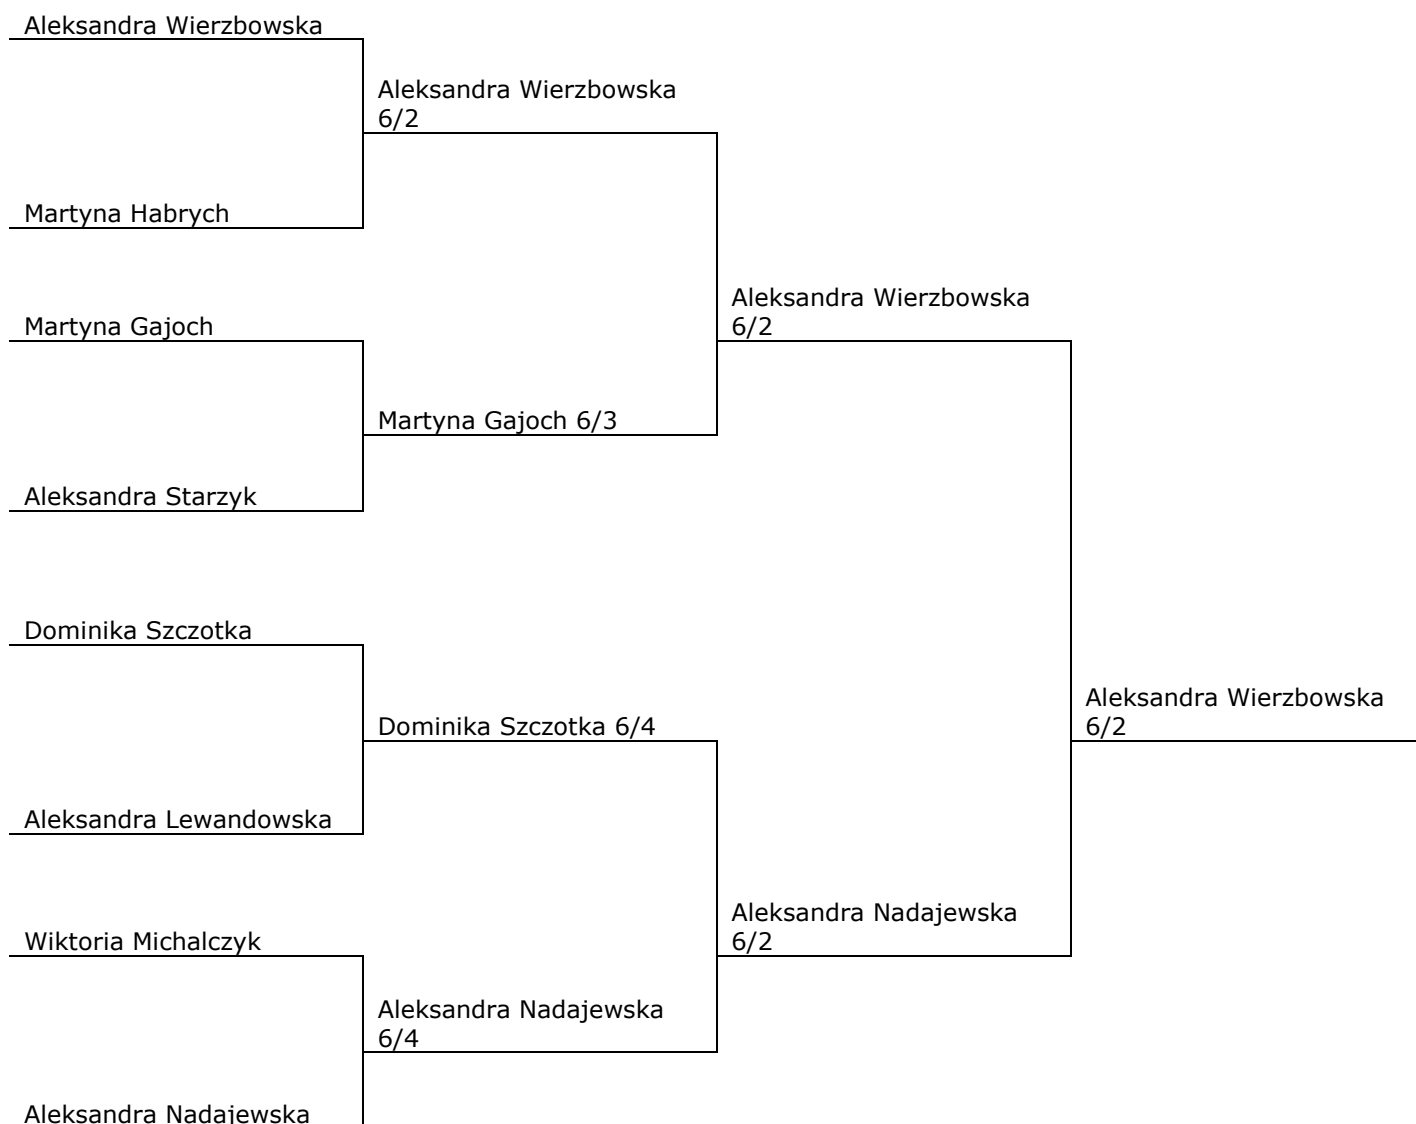 Aleksandra Wierzbowska
Aleksandra Wierzbowska
6/2
Martyna Habrych
Aleksandra Wierzbowska
6/2
Martyna Gajoch
Martyna Gajoch 6/3
Aleksandra Starzyk
Dominika Szczotka
Aleksandra Wierzbowska
6/2
Dominika Szczotka 6/4
Aleksandra Lewandowska
Aleksandra Nadajewska
6/2
Wiktoria Michalczyk
Aleksandra Nadajewska
6/4
Aleksandra Nadajewska